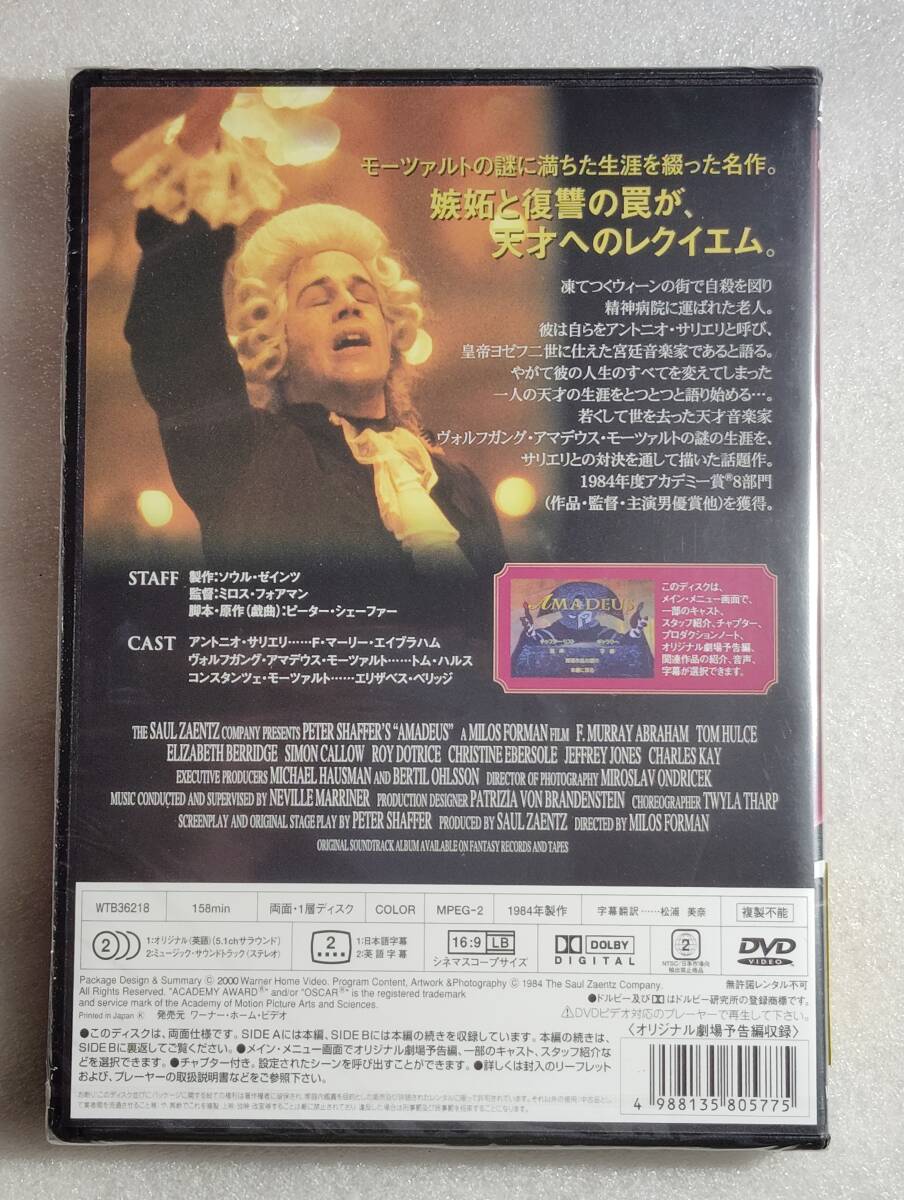 モーツァルトの謎に満ちた生涯を綴った名作。
嫉妬と復讐の罠が、
天才へのレクイエム。
凍てつくウィーンの街で自殺を図り
精神病院に運ばれた老人。
彼は自らをアントニオ・サリエリと呼び、
皇帝ヨゼフ二世に仕えた宮廷音楽家であると語る。
やがて彼の人生のすべてを変えてしまった
一人の天才の生涯をとつとつと語り始める…。
若くして世を去った天才音楽家
ヴォルフガング・アマデウス・モーツァルトの謎の生涯を、
サリエリとの対決を通して描いた話題作。
1984年度アカデミー賞®8部門
(作品・監督・主演男優賞他)を獲得。
STAFF 製作:ソウル・ゼインツ
監督:ミロス・フォアマン
脚本・原作(戯曲):ピーター・シェーファー
CAST アントニオ・サリエリ……F・マーリー・エイブラハム
ヴォルフガング・アマデウス・モーツァルト……トム・ハルス
コンスタンツェ・モーツァルト……エリザベス・ベリッジ
AMADEUS
このディスクは、
メイン・メニュー画面で、
一部のキャスト、
スタッフ紹介、チャプター、
プロダクションノート、
オリジナル劇場予告編、
関連作品の紹介、音声、
字幕が選択できます。
THE SAUL ZAENTZ COMPANY PRESENTS PETER SHAFFER'S "AMADEUS" A MILOS FORMAN FILM F. MURRAY ABRAHAM TOM HULCE
ELIZABETH BERRIDGE SIMON CALLOW ROY DOTRICE CHRISTINE EBERSOLE JEFFREY JONES CHARLES KAY
EXECUTIVE PRODUCERS MICHAEL HAUSMAN AND BERTIL OHLSSON DIRECTOR OF PHOTOGRAPHY MIROSLAV ONDRICEK
MUSIC CONDUCTED AND SUPERVISED BY NEVILLE MARRINER PRODUCTION DESIGNER PATRIZIA VON BRANDENSTEIN CHOREOGRAPHER TWYLA THARP
SCREENPLAY AND ORIGINAL STAGE PLAY BY PETER SHAFFER PRODUCED BY SAUL ZAENTZ DIRECTED BY MILOS FORMAN
ORIGINAL SOUNDTRACK ALBUM AVAILABLE ON FANTASY RECORDS AND TAPES
WTB36218 158min 両面・1層ディスク COLOR MPEG-2 1984年製作 字幕翻訳……松浦 美奈 複製不能
2 1:オリジナル(英語)(5.1chサラウンド)
2:ミュージック・サウンドトラック(ステレオ)
2 1:日本語字幕
2:英語字幕
16:9 LB
シネマスコープサイズ
DOLBY
DIGITAL
2
NTSC/日本市場向
輸出禁止商品
DVD
VIDEO
Package Design & Summary © 2000 Warner Home Video. Program Content, Artwork & Photography © 1984 The Saul Zaentz Company.
All Rights Reserved. "ACADEMY AWARD®" and/or "OSCAR®" is the registered trademark
and service mark of the Academy of Motion Picture Arts and Sciences.
Printed in Japan Ⓚ 発売元 ワーナー・ホーム・ビデオ
無許諾レンタル不可
●ドルビー及びDDはドルビー研究所の登録商標です。
⚠DVDビデオ対応のプレーヤーで再生して下さい。
〈オリジナル劇場予告編収録〉
●このディスクは、両面仕様です。SIDE Aには本編、SIDE Bには本編の続きを収録しています。本編の続きは、
SIDE Bに裏返してご覧ください。●メイン・メニュー画面でオリジナル劇場予告編、一部のキャスト、スタッフ紹介な
どを選択できます。●チャプター付き。設定されたシーンを呼び出すことができます。●詳しくは封入のリーフレット
および、プレーヤーの取扱説明書などをご参照下さい。
4 988135 805775